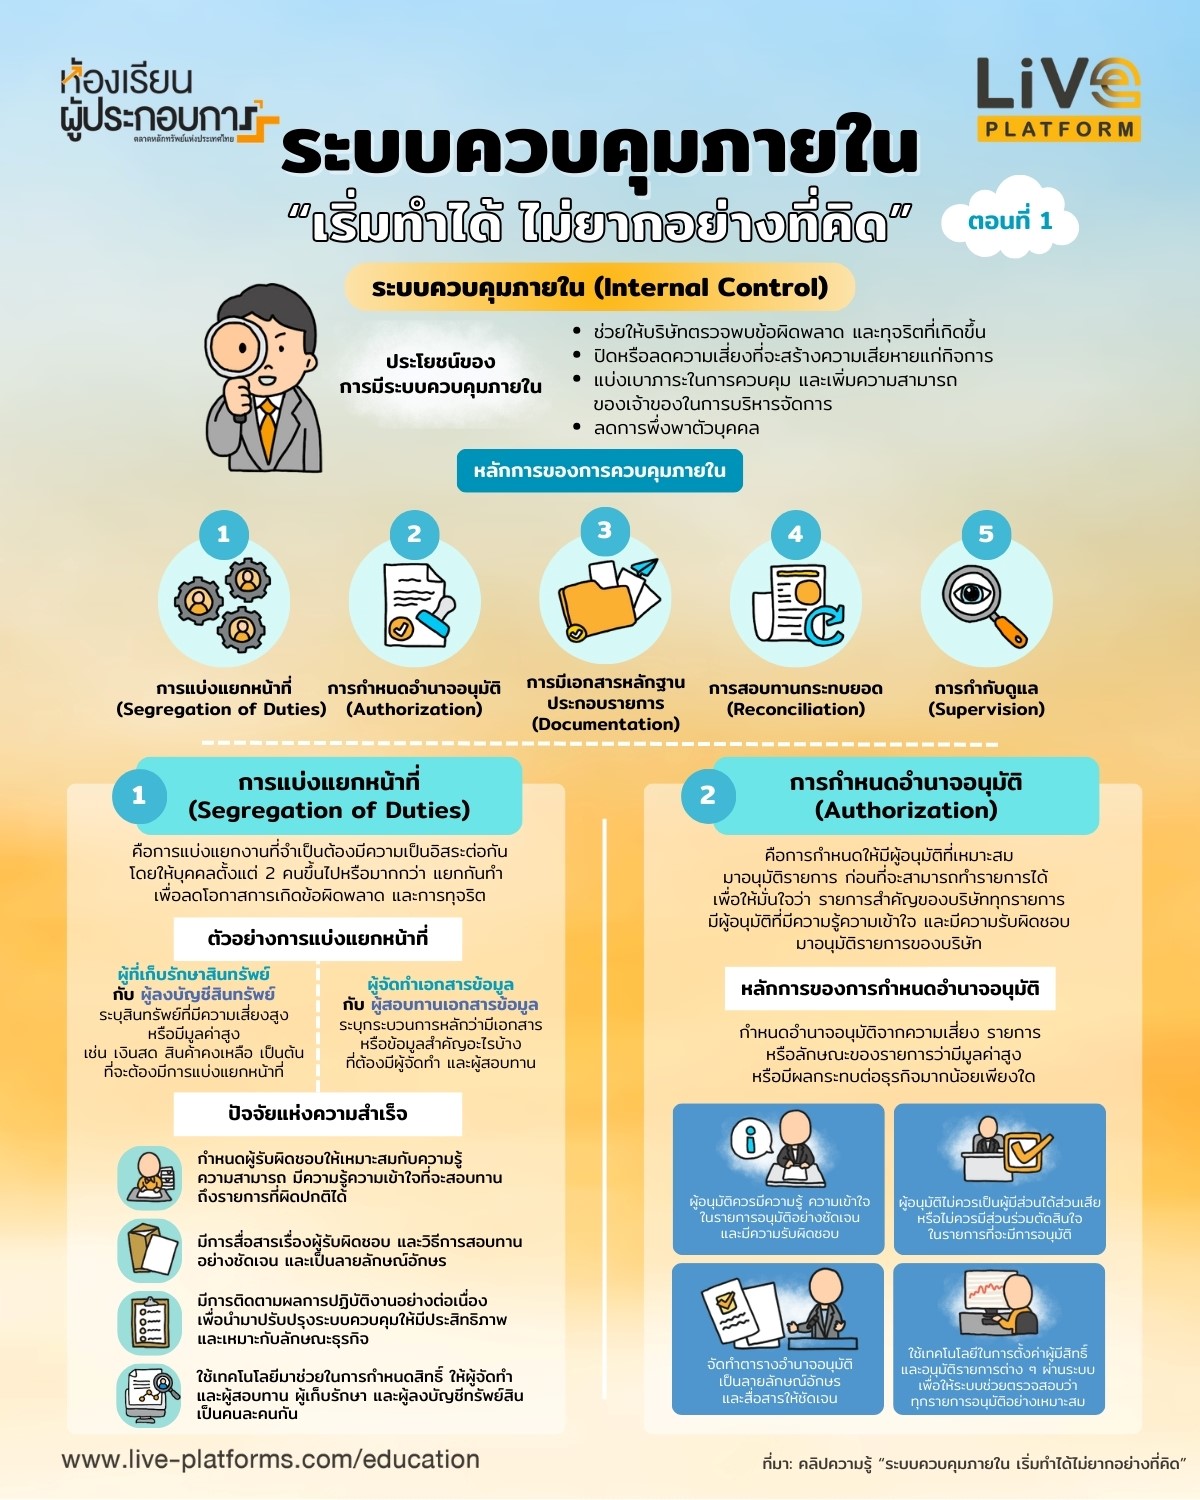 ห้องเรียน
ผู้ประกอบการ
ตลาดหลักทรัพย์แห่งประเทศไทย
LiVe
PLATFORM
ระบบควบคุมภายใน
“เริ่มทำได้ ไม่ยากอย่างที่คิด”
ตอนที่ 1
ระบบควบคุมภายใน (Internal Control)
ประโยชน์ของ
การมีระบบควบคุมภายใน
• ช่วยให้บริษัทตรวจพบข้อผิดพลาด และทุจริตที่เกิดขึ้น
• ปิดหรือลดความเสี่ยงที่จะสร้างความเสียหายแก่กิจการ
• แบ่งเบาภาระในการควบคุม และเพิ่มความสามารถ
ของเจ้าของในการบริหารจัดการ
• ลดการพึ่งพาตัวบุคคล
หลักการของการควบคุมภายใน
1
การแบ่งแยกหน้าที่
(Segregation of Duties)
2
การกำหนดอำนาจอนุมัติ
(Authorization)
3
การมีเอกสารหลักฐาน
ประกอบรายการ
(Documentation)
4
การสอบทานกระทบยอด
(Reconciliation)
5
การกำกับดูแล
(Supervision)
1
การแบ่งแยกหน้าที่
(Segregation of Duties)
คือการแบ่งแยกงานที่จำเป็นต้องมีความเป็นอิสระต่อกัน
โดยให้บุคคลตั้งแต่ 2 คนขึ้นไปหรือมากกว่า แยกกันทำ
เพื่อลดโอกาสการเกิดข้อผิดพลาด และการทุจริต
ตัวอย่างการแบ่งแยกหน้าที่
ผู้ที่เก็บรักษาสินทรัพย์
กับ ผู้ลงบัญชีสินทรัพย์
ระบุสินทรัพย์ที่มีความเสี่ยงสูง
หรือมีมูลค่าสูง
เช่น เงินสด สินค้าคงเหลือ เป็นต้น
ที่จะต้องมีการแบ่งแยกหน้าที่
ผู้จัดทำเอกสารข้อมูล
กับ ผู้สอบทานเอกสารข้อมูล
ระบุกระบวนการหลักว่ามีเอกสาร
หรือข้อมูลสำคัญอะไรบ้าง
ที่ต้องมีผู้จัดทำ และผู้สอบทาน
ปัจจัยแห่งความสำเร็จ
กำหนดผู้รับผิดชอบให้เหมาะสมกับความรู้
ความสามารถ มีความรู้ความเข้าใจที่จะสอบทาน
ถึงรายการที่ผิดปกติได้
มีการสื่อสารเรื่องผู้รับผิดชอบ และวิธีการสอบทาน
อย่างชัดเจน และเป็นลายลักษณ์อักษร
มีการติดตามผลการปฏิบัติงานอย่างต่อเนื่อง
เพื่อนำมาปรับปรุงระบบควบคุมให้มีประสิทธิภาพ
และเหมาะกับลักษณะธุรกิจ
ใช้เทคโนโลยีมาช่วยในการกำหนดสิทธิ์ ให้ผู้จัดทำ
และผู้สอบทาน ผู้เก็บรักษา และผู้ลงบัญชีทรัพย์สิน
เป็นคนละคนกัน
2
การกำหนดอำนาจอนุมัติ
(Authorization)
คือการกำหนดให้มีผู้อนุมัติที่เหมาะสม
มาอนุมัติรายการ ก่อนที่จะสามารถทำรายการได้
เพื่อให้มั่นใจว่า รายการสำคัญของบริษัททุกรายการ
มีผู้อนุมัติที่มีความรู้ความเข้าใจ และมีความรับผิดชอบ
มาอนุมัติรายการของบริษัท
หลักการของการกำหนดอำนาจอนุมัติ
กำหนดอำนาจอนุมัติจากความเสี่ยง รายการ
หรือลักษณะของรายการว่ามีมูลค่าสูง
หรือมีผลกระทบต่อธุรกิจมากน้อยเพียงใด
ผู้อนุมัติควรมีความรู้ ความเข้าใจ
ในรายการอนุมัติอย่างชัดเจน
และมีความรับผิดชอบ
ผู้อนุมัติไม่ควรเป็นผู้มีส่วนได้ส่วนเสีย
หรือไม่ควรมีส่วนร่วมตัดสินใจ
ในรายการที่จะมีการอนุมัติ
จัดทำตารางอำนาจอนุมัติ
เป็นลายลักษณ์อักษร
และสื่อสารให้ชัดเจน
ใช้เทคโนโลยีในการตั้งค่าผู้มีสิทธิ์
และอนุมัติรายการต่าง ๆ ผ่านระบบ
เพื่อให้ระบบช่วยตรวจสอบว่า
ทุกรายการอนุมัติอย่างเหมาะสม
www.live-platforms.com/education
ที่มา: คลิปความรู้ “ระบบควบคุมภายใน เริ่มทำได้ไม่ยากอย่างที่คิด”